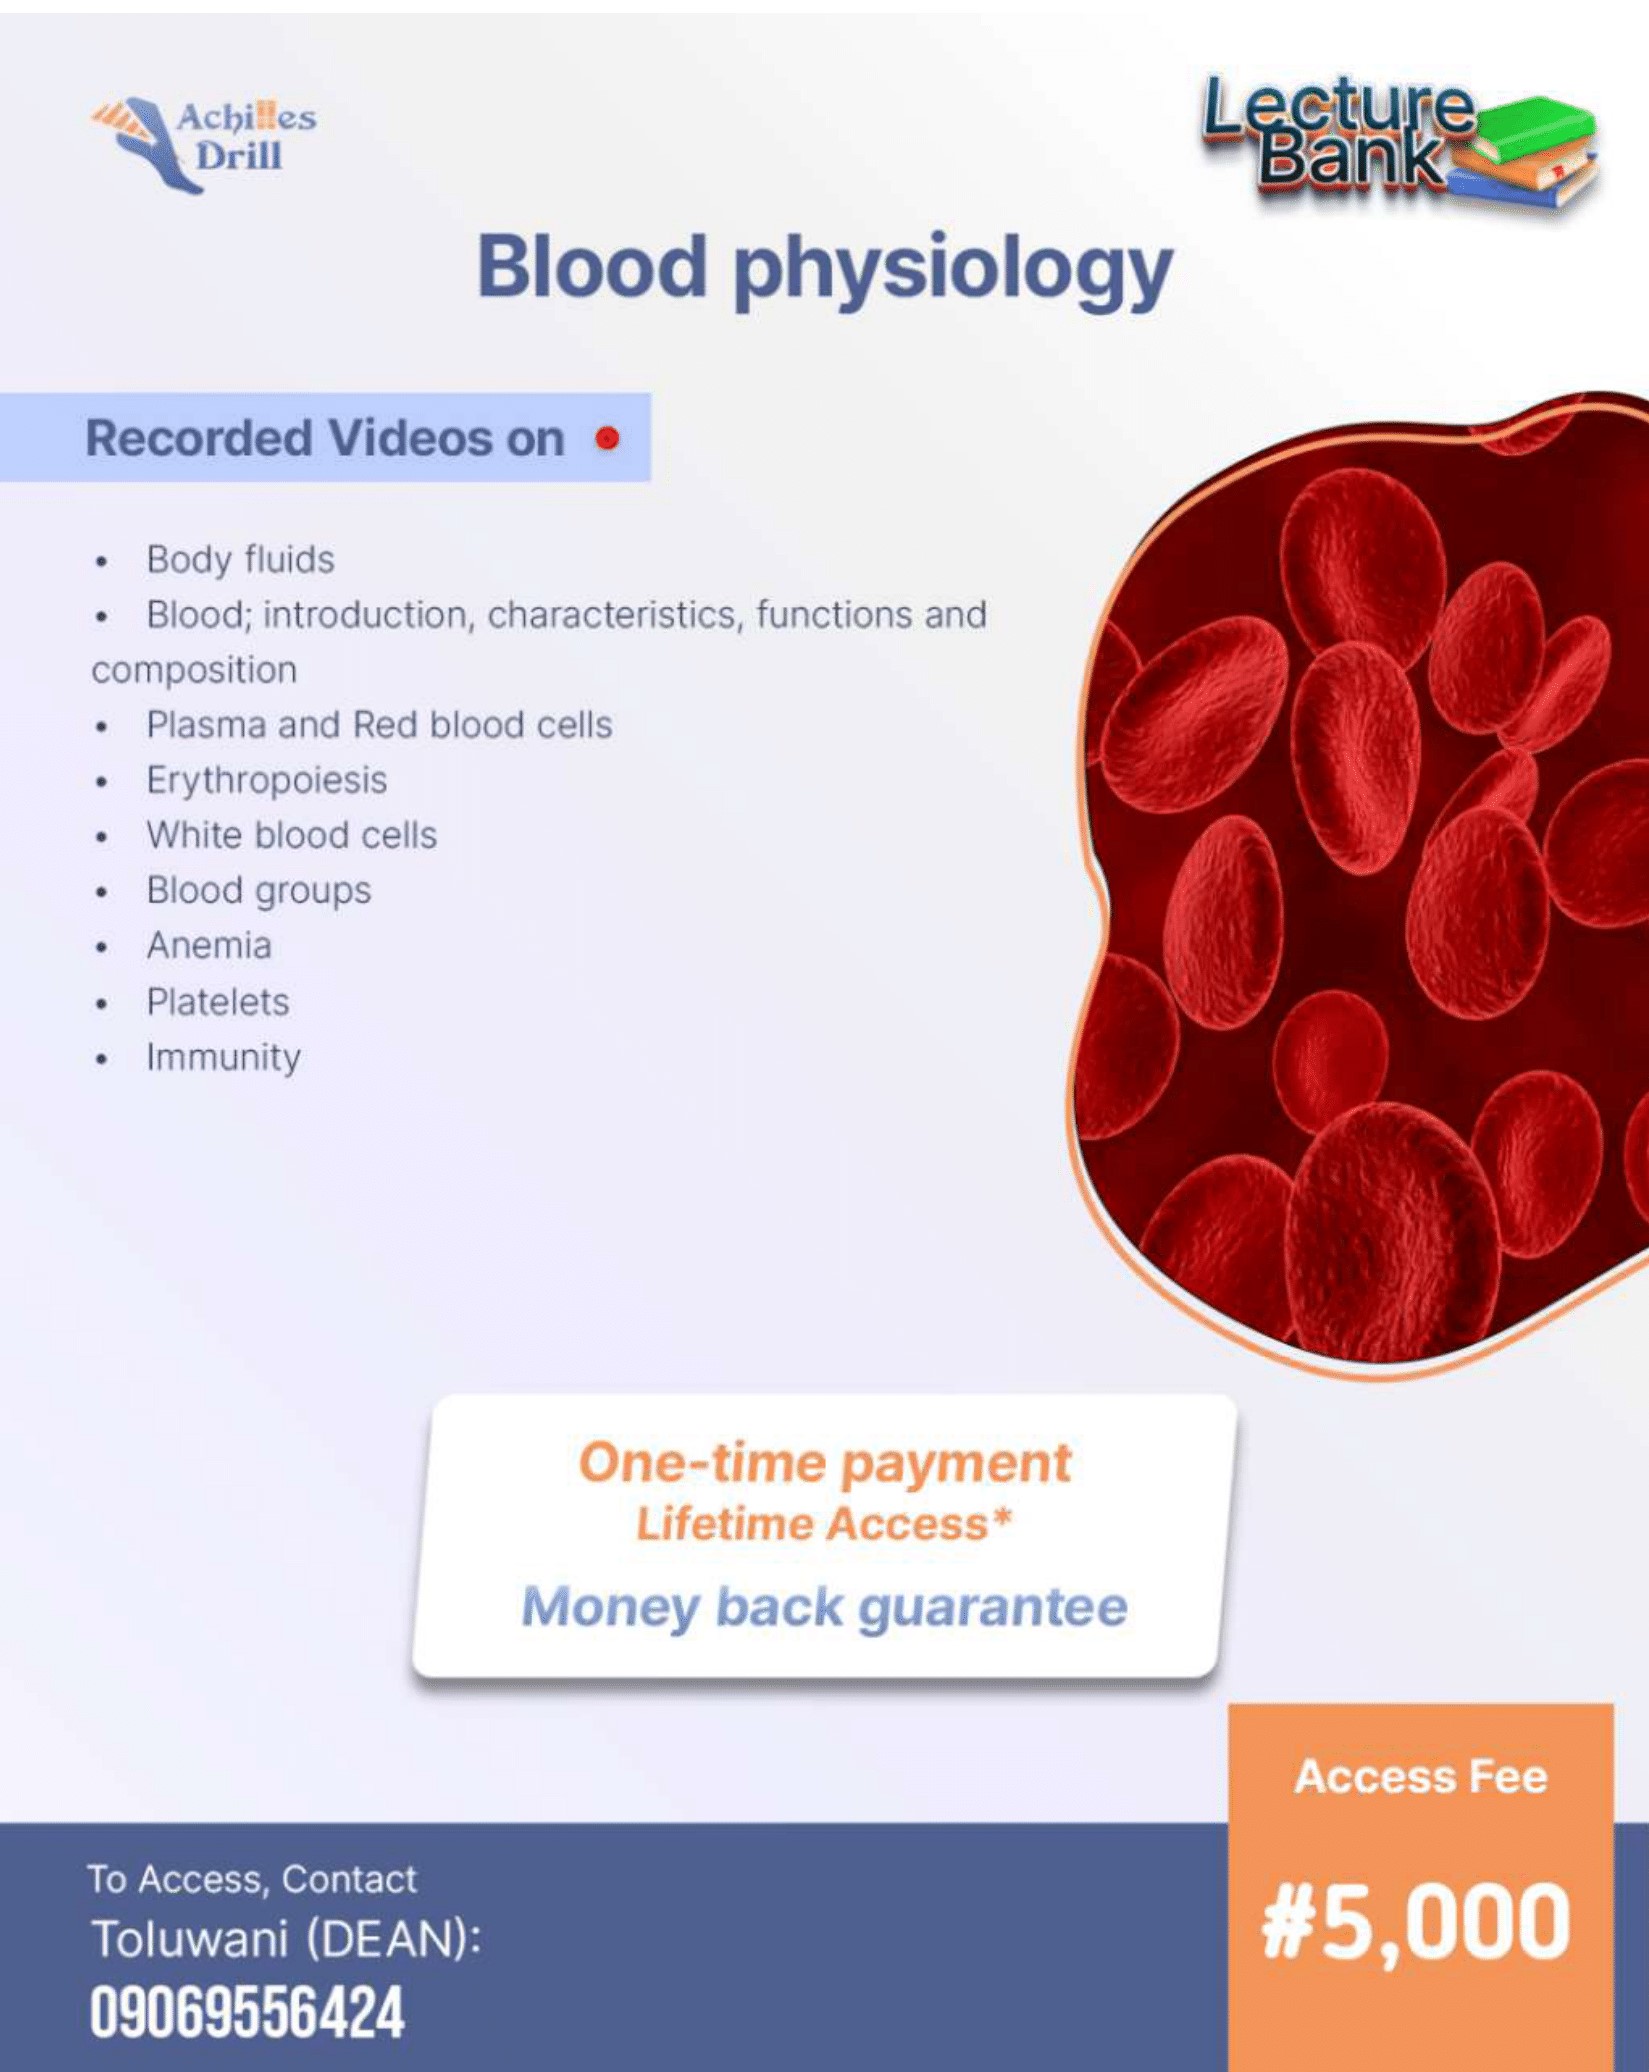 Achilles
Drill
Lecture
Bank
Blood physiology
Recorded Videos on
• Body fluids
• Blood; introduction, characteristics, functions and
composition
• Plasma and Red blood cells
• Erythropoiesis
• White blood cells
• Blood groups
• Anemia
• Platelets
• Immunity
One-time payment
Lifetime Access*
Money back guarantee
Access Fee
#5,000
To Access, Contact
Toluwani (DEAN):
09069556424